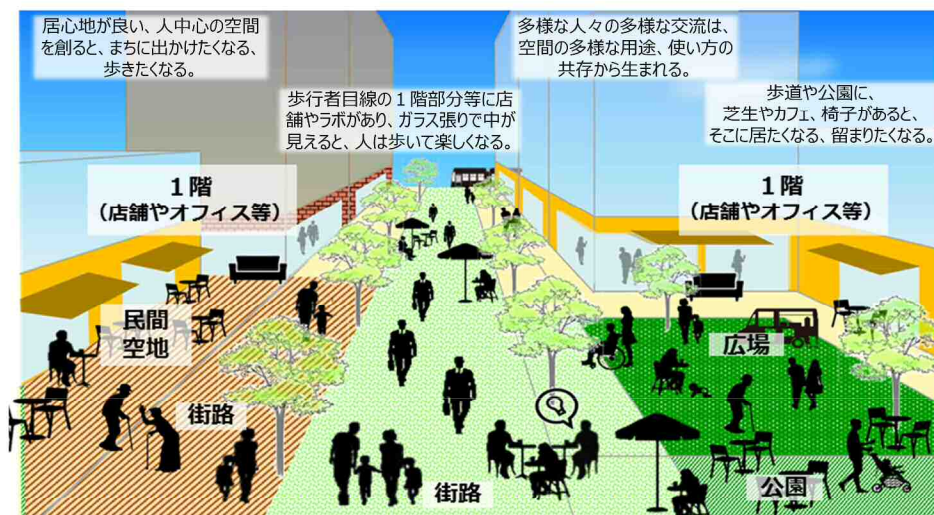 居心地が良い、人中心の空間
を創ると、まちに出かけたくなる、
歩きたくなる。
多様な人々の多様な交流は、
空間の多様な用途、使い方の
共存から生まれる。
歩行者目線の1階部分等に店
舗やラボがあり、ガラス張りで中が
見えると、人は歩いて楽しくなる。
歩道や公園に、
芝生やカフェ、椅子があると、
そこに居たくなる、留まりたくなる。
1階
(店舗やオフィス等)
1階
(店舗やオフィス等)
民間
空地
広場
街路
街路
公園